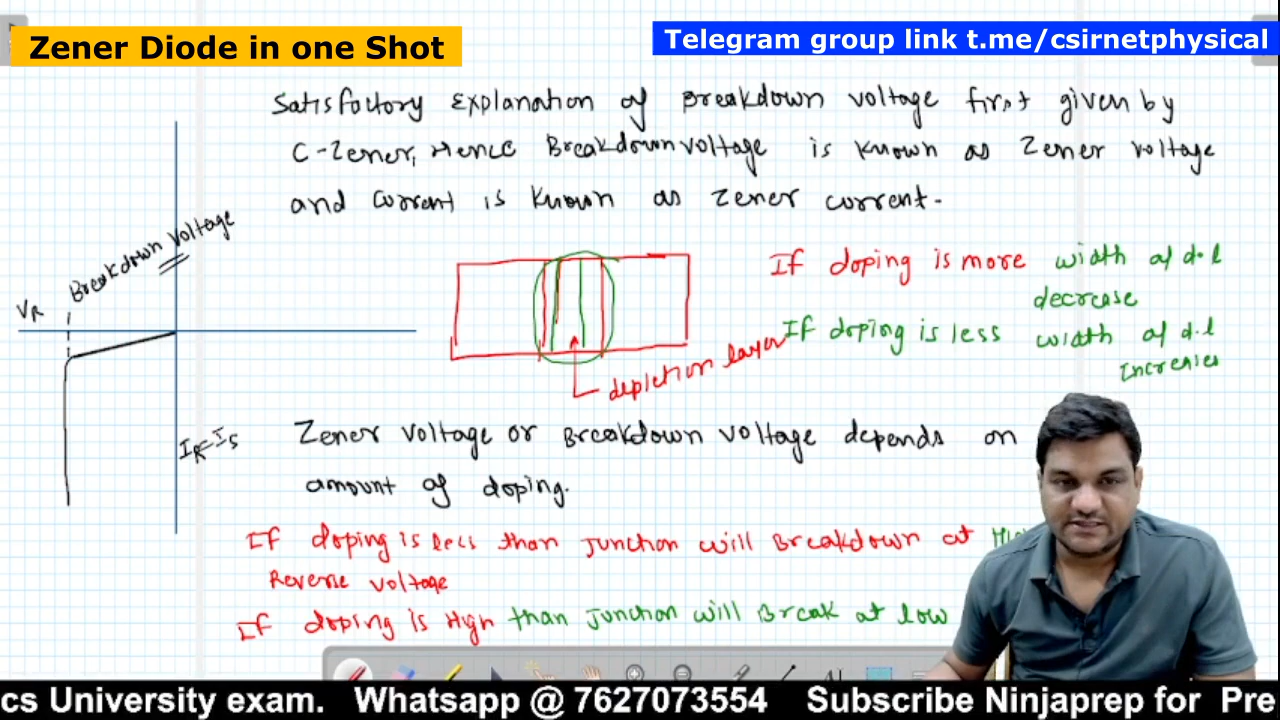 Zener Diode in one Shot
Telegram group link t.me/csirnetphysical
Satisfactory Explanation of Breakdown voltage first given by
C-Zener, Hence Breakdown voltage is known as Zener voltage
and current is known as Zener current.
Breakdown Voltage
VR
If doping is more width of d.l
decrease
If doping is less width of d.l
Increases
depletion layer
IR=IS
Zener voltage or Breakdown voltage depends on
amount of doping.
If doping is less than junction will Breakdown at
Reverse voltage
If doping is High than junction will Break at low
cs University exam. Whatsapp @ 7627073554 Subscribe Ninjaprep for Pre